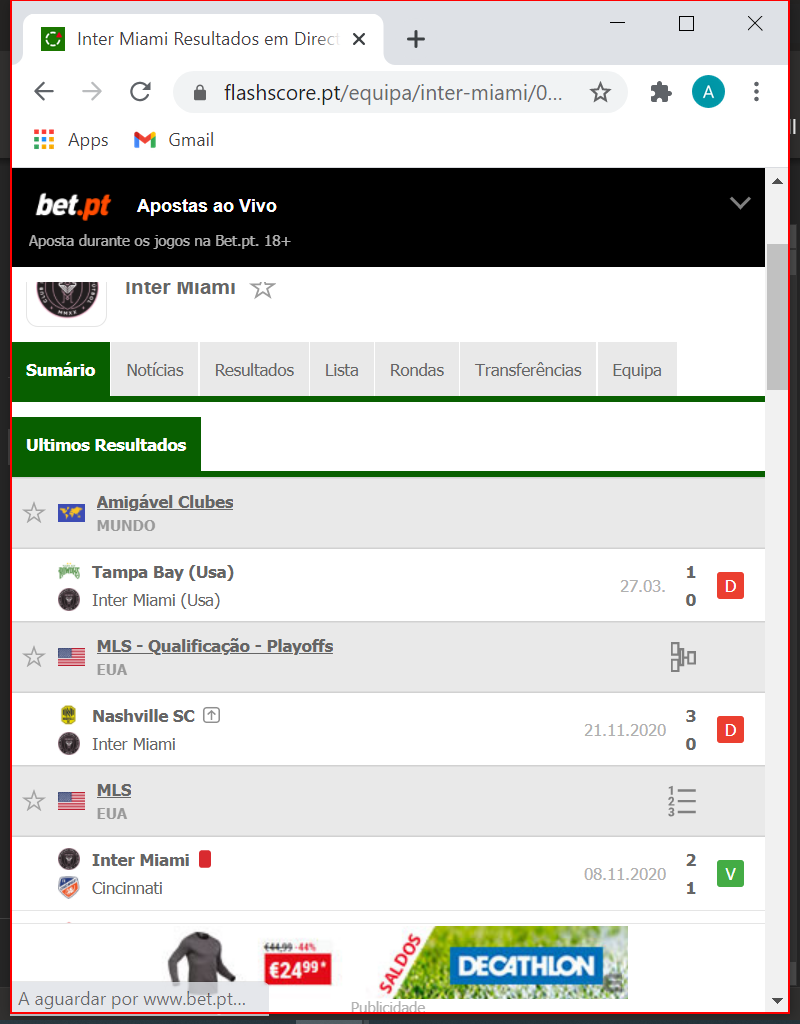 Inter Miami Resultados em Direct
flashscore.pt/equipa/inter-miami/0...
A
Apps
Gmail
bet.pt
Apostas ao Vivo
Aposta durante os jogos na Bet.pt. 18+
Inter Miami
Sumário
Notícias
Resultados
Lista
Rondas
Transferências
Equipa
Ultimos Resultados
Amigável Clubes
MUNDO
Tampa Bay (Usa)
Inter Miami (Usa)
27.03.
1
0
D
MLS - Qualificação - Playoffs
EUA
Nashville SC
Inter Miami
21.11.2020
3
0
D
MLS
EUA
1
2
3
Inter Miami
Cincinnati
08.11.2020
2
1
V
€44,99 -44%
€2499*
SALDOS
DECATHLON
A aguardar por www.bet.pt...
Publicidade